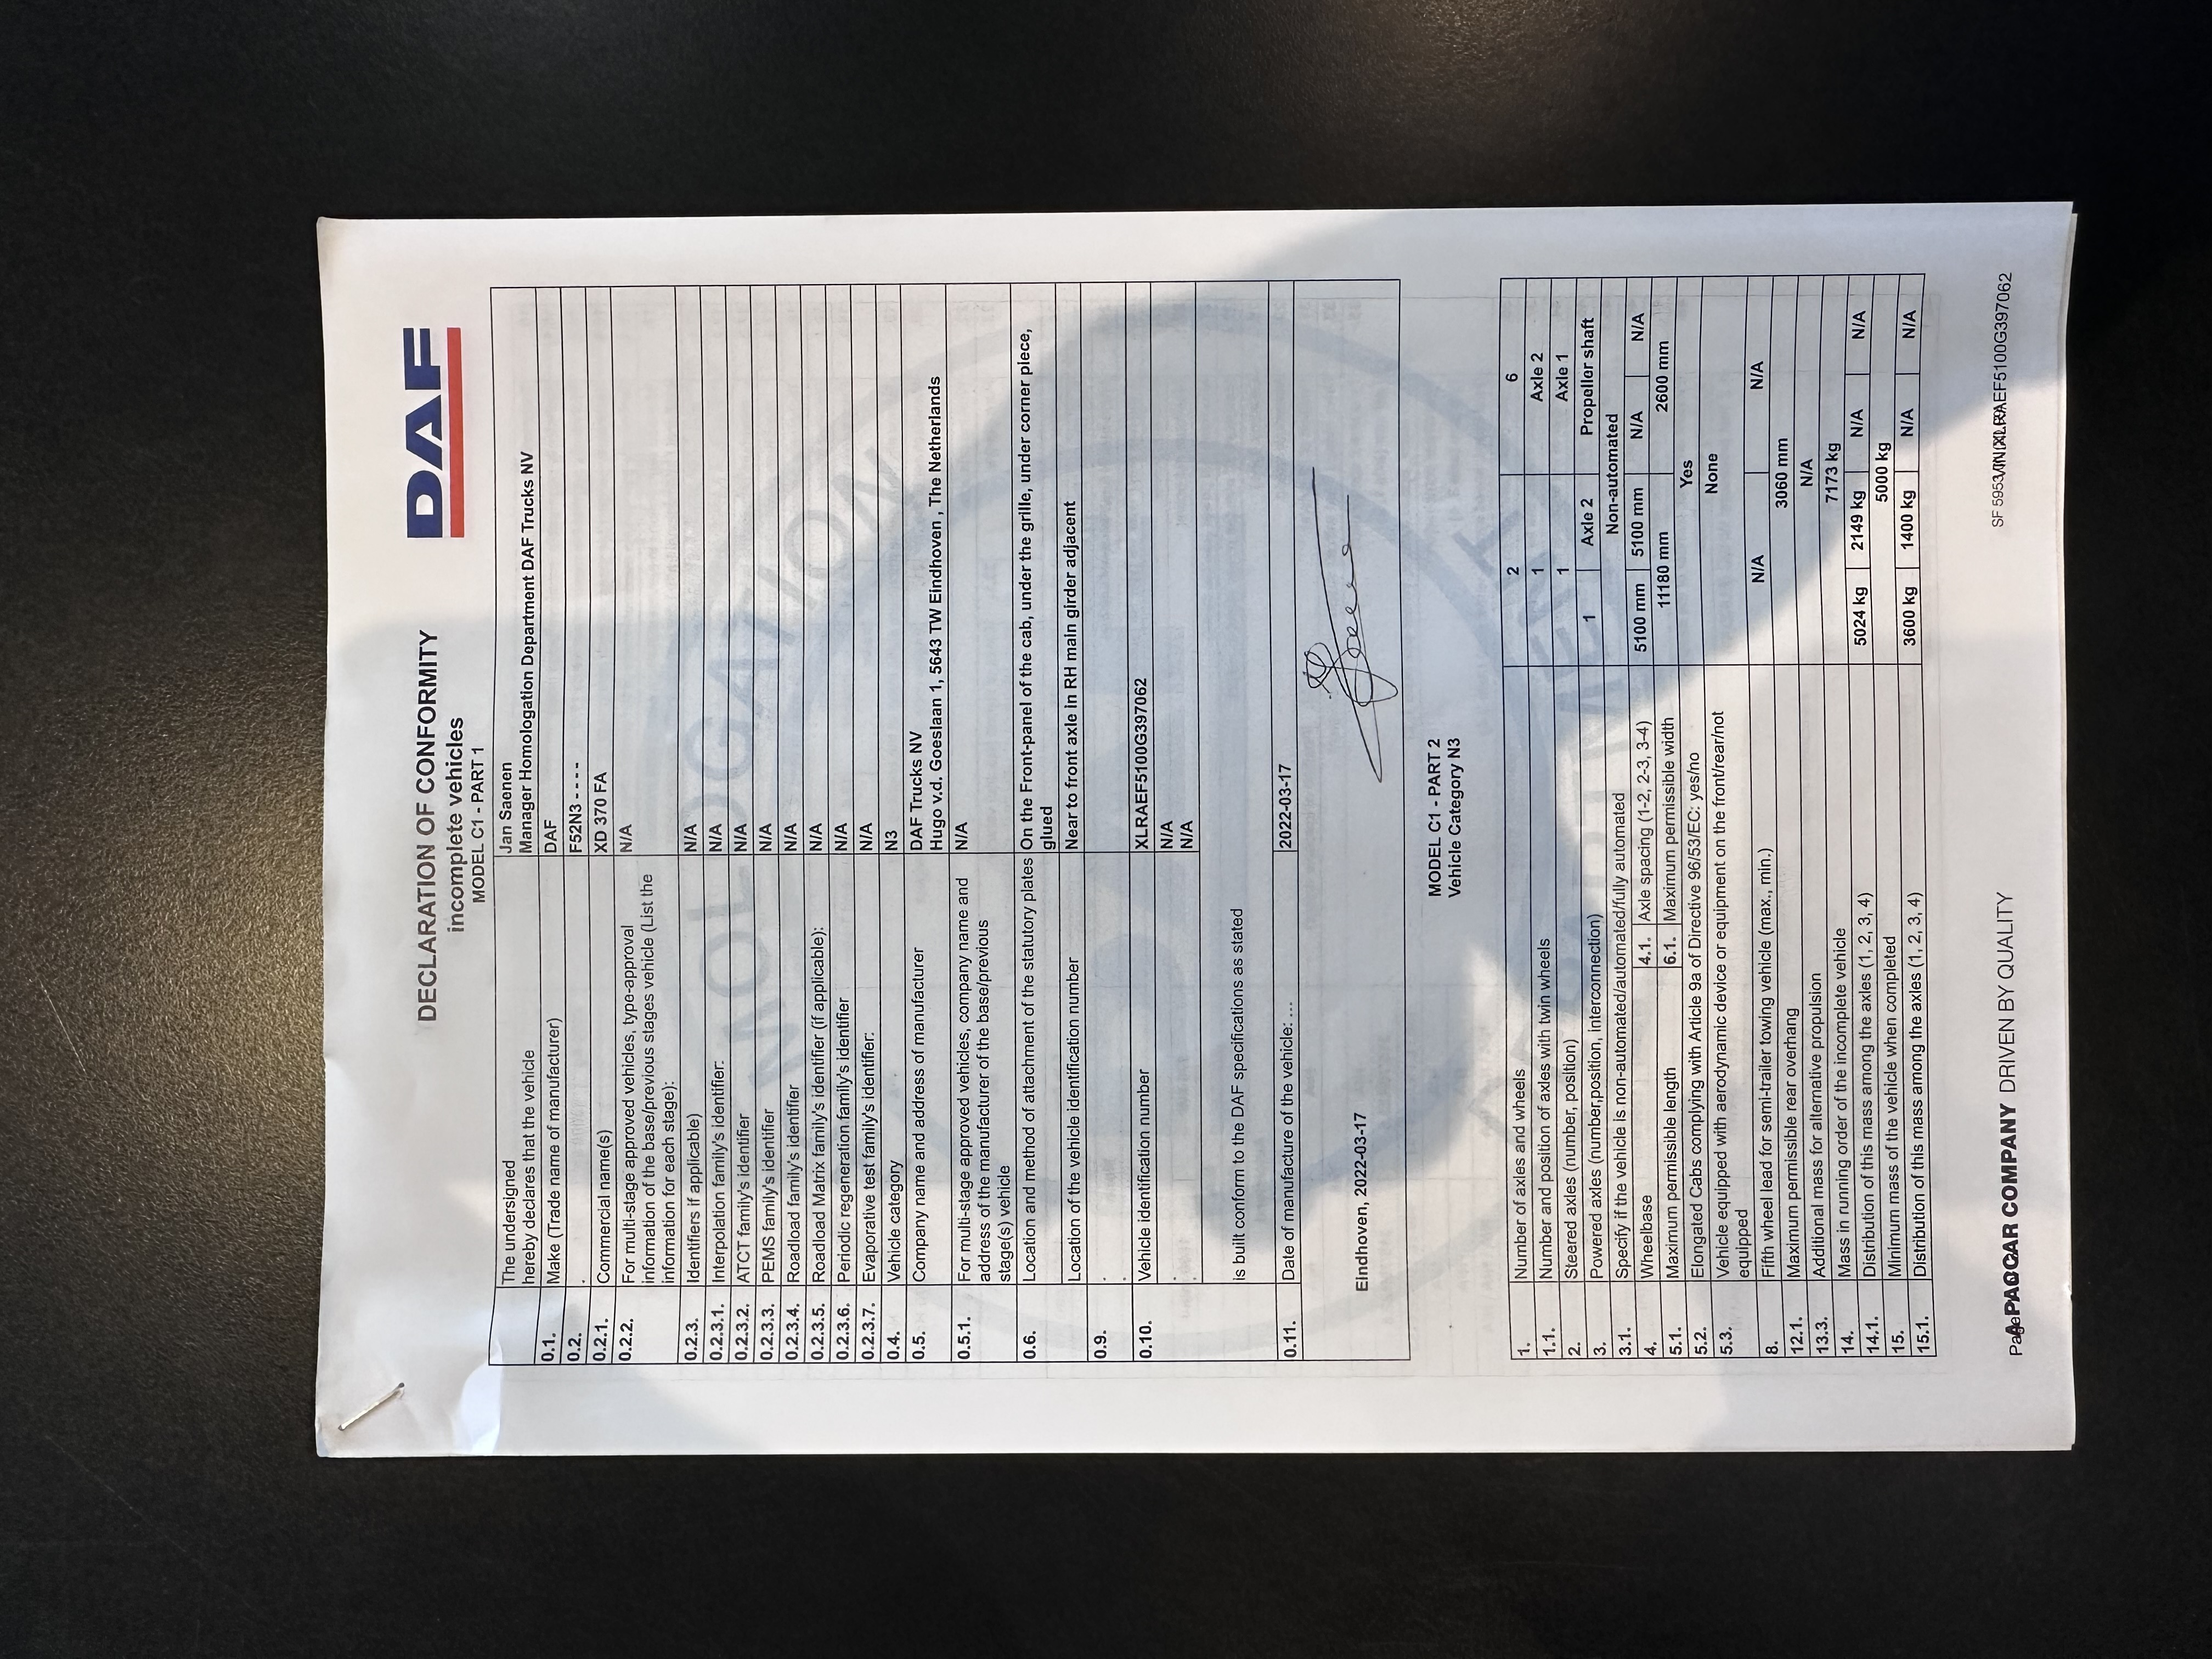 DAF
DECLARATION OF CONFORMITY
incomplete vehicles
MODEL C1 - PART 1
The undersigned Jan Saenen
hereby declares that the vehicle Manager Homologation Department DAF Trucks NV
0.1. Make (Trade name of manufacturer) DAF
0.2. . F52N3 - - - -
0.2.1. Commercial name(s) XD 370 FA
0.2.2. For multi-stage approved vehicles, type-approval N/A
information of the base/previous stages vehicle (List the
information for each stage):
0.2.3. Identifiers if applicable) N/A
0.2.3.1. Interpolation family's identifier: N/A
0.2.3.2. ATCT family's identifier N/A
0.2.3.3. PEMS family's identifier N/A
0.2.3.4. Roadload family's identifier N/A
0.2.3.5. Roadload Matrix family's identifier (if applicable): N/A
0.2.3.6. Periodic regeneration familly's identifier N/A
0.2.3.7. Evaporative test family's identifier: N/A
0.4. Vehicle category N3
0.5. Company name and address of manufacturer DAF Trucks NV
Hugo v.d. Goeslaan 1, 5643 TW Eindhoven , The Netherlands
0.5.1. For multi-stage approved vehicles, company name and N/A
address of the manufacturer of the base/previous
stage(s) vehicle
0.6. Location and method of attachment of the statutory plates On the Front-panel of the cab, under the grille, under corner piece,
glued
Location of the vehicle identification number Near to front axle in RH main girder adjacent
0.9. .
.
0.10. Vehicle identification number XLRAEF5100G397062
. N/A
. N/A
is built conform to the DAF specifications as stated
0.11. Date of manufacture of the vehicle: ... 2022-03-17
Eindhoven, 2022-03-17
MODEL C1 - PART 2
Vehicle Category N3
1. Number of axles and wheels 2 6
1.1. Number and position of axles with twin wheels 1 Axle 2
2. Steered axles (number, position) 1 Axle 1
3. Powered axles (number,position, interconnection) 1 Axle 2 Propeller shaft
3.1. Specify if the vehicle is non-automated/automated/fully automated Non-automated
4. Wheelbase 4.1. Axle spacing (1-2, 2-3, 3-4) 5100 mm 5100 mm N/A N/A
5.1. Maximum permissible length 6.1. Maximum permissible width 11180 mm 2600 mm
5.2. Elongated Cabs complying with Article 9a of Directive 96/53/EC: yes/no Yes
5.3. Vehicle equipped with aerodynamic device or equipment on the front/rear/not None
equipped
8. Fifth wheel lead for semi-trailer towing vehicle (max., min.) N/A N/A
12.1. Maximum permissible rear overhang 3060 mm
13.3. Additional mass for alternative propulsion N/A
14. Mass in running order of the incomplete vehicle 7173 kg
14.1. Distribution of this mass among the axles (1, 2, 3, 4) 5024 kg 2149 kg N/A N/A
15. Minimum mass of the vehicle when completed 5000 kg
15.1. Distribution of this mass among the axles (1, 2, 3, 4) 3600 kg 1400 kg N/A N/A
A PACCAR COMPANY DRIVEN BY QUALITY